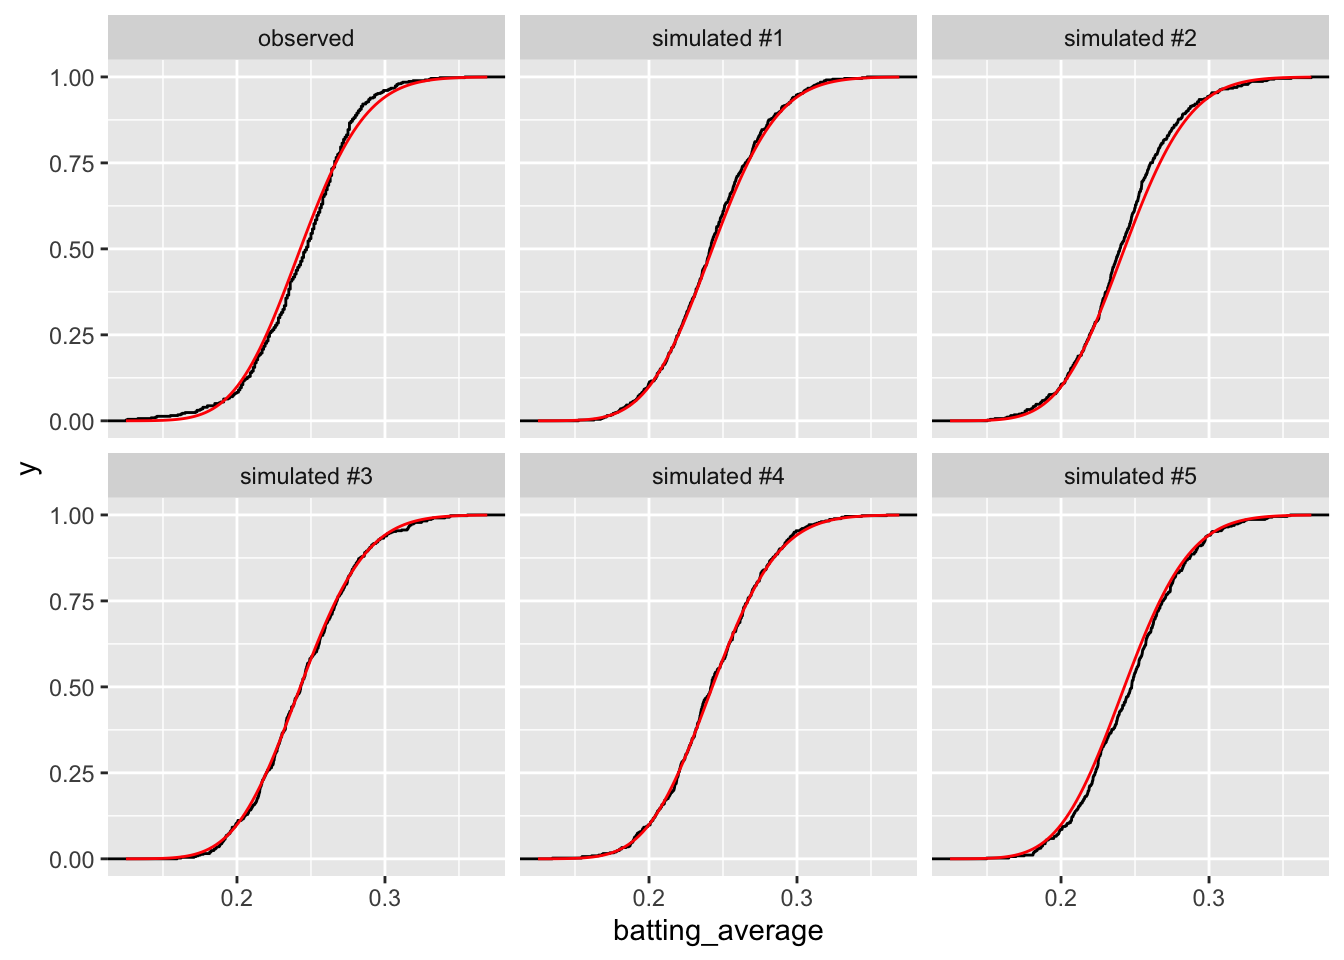 observed
simulated #1
simulated #2
1.00
0.75
0.50
0.25
0.00
y
simulated #3
simulated #4
simulated #5
1.00
0.75
0.50
0.25
0.00
0.2 0.3
0.2 0.3
0.2 0.3
batting_average